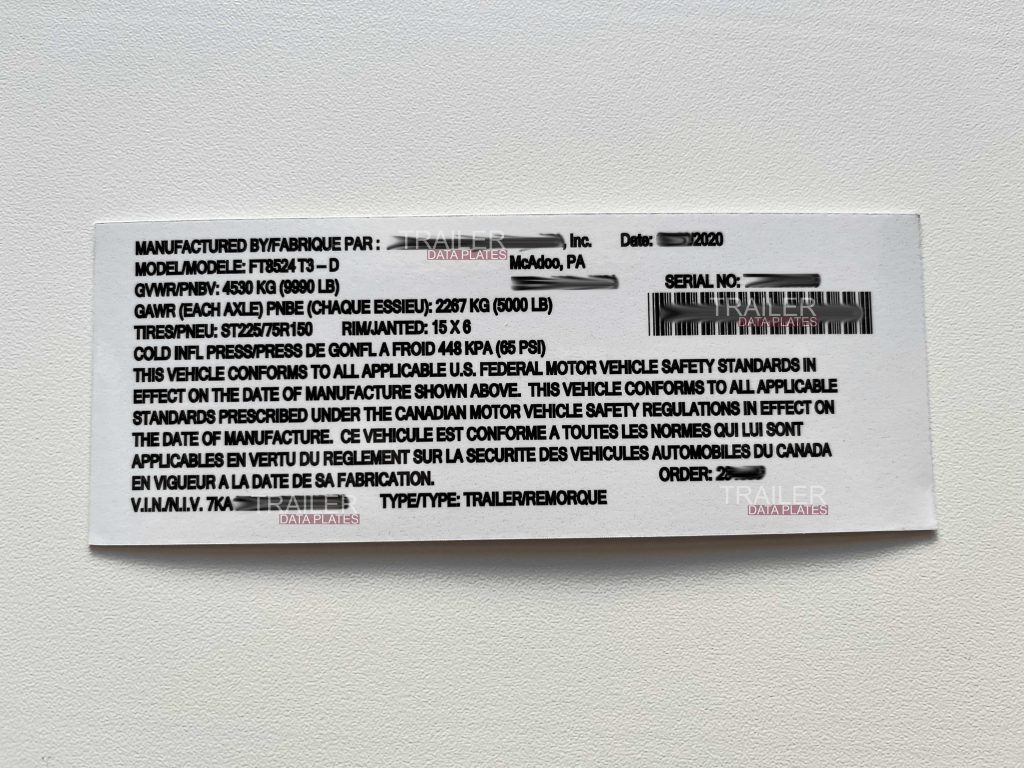 MANUFACTURED BY/FABRIQUE PAR : , Inc. Date: /2020
MODEL/MODELE: FT8524 T3 – D McAdoo, PA
GVWR/PNBV: 4530 KG (9990 LB) SERIAL NO:
GAWR (EACH AXLE) PNBE (CHAQUE ESSIEU): 2267 KG (5000 LB)
TIRES/PNEU: ST225/75R150 RIM/JANTED: 15 X 6
COLD INFL PRESS/PRESS DE GONFL A FROID 448 KPA (65 PSI)
THIS VEHICLE CONFORMS TO ALL APPLICABLE U.S. FEDERAL MOTOR VEHICLE SAFETY STANDARDS IN
EFFECT ON THE DATE OF MANUFACTURE SHOWN ABOVE. THIS VEHICLE CONFORMS TO ALL APPLICABLE
STANDARDS PRESCRIBED UNDER THE CANADIAN MOTOR VEHICLE SAFETY REGULATIONS IN EFFECT ON
THE DATE OF MANUFACTURE. CE VEHICULE EST CONFORME A TOUTES LES NORMES QUI LUI SONT
APPLICABLES EN VERTU DU REGLEMENT SUR LA SECURITE DES VEHICULES AUTOMOBILES DU CANADA
EN VIGUEUR A LA DATE DE SA FABRICATION. ORDER: 25
V.I.N./N.I.V. 7KA TYPE/TYPE: TRAILER/REMORQUE
TRAILER
DATA PLATES
TRAILER
DATA PLATES
TRAILER
DATA PLATES
TRAILER
DATA PLATES